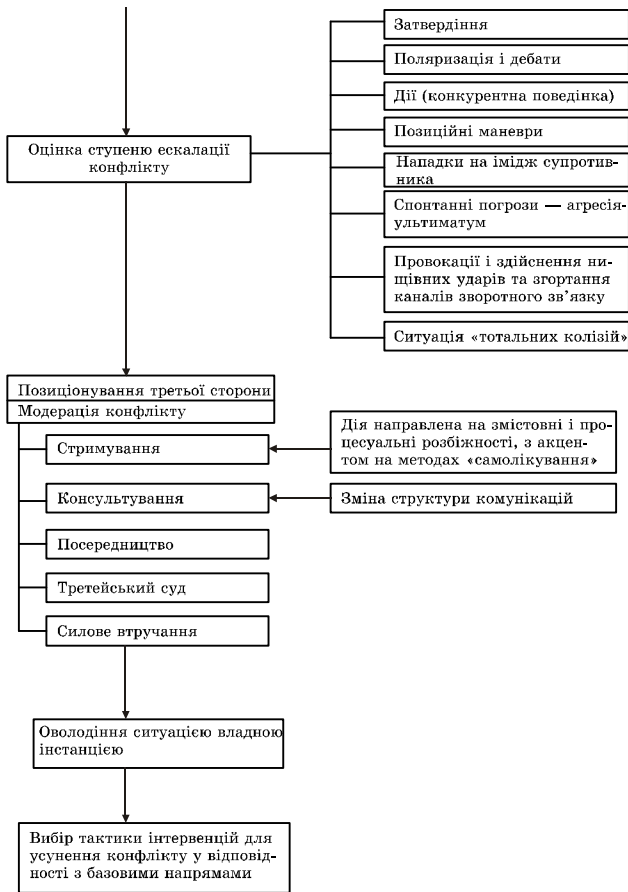 Затвердіння
Поляризація і дебати
Дії (конкурентна поведінка)
Позиційні маневри
Оцінка ступеню ескалації
конфлікту
Нападки на імідж супротив-
ника
Спонтанні погрози — агресія-
ультиматум
Провокації і здійснення ни-
щівних ударів та згортання
каналів зворотного зв’язку
Ситуація «тотальних колізій»
Позиціонування третьої сторони
Модерація конфлікту
Стримування
Дія направлена на змістовні і про-
цесуальні розбіжності, з акцен-
том на методах «самолікування»
Консультування
Зміна структури комунікацій
Посередництво
Третейський суд
Силове втручання
Оволодіння ситуацією владною
інстанцією
Вибір тактики інтервенцій для
усунення конфлікту у відповід-
ності з базовими напрямами